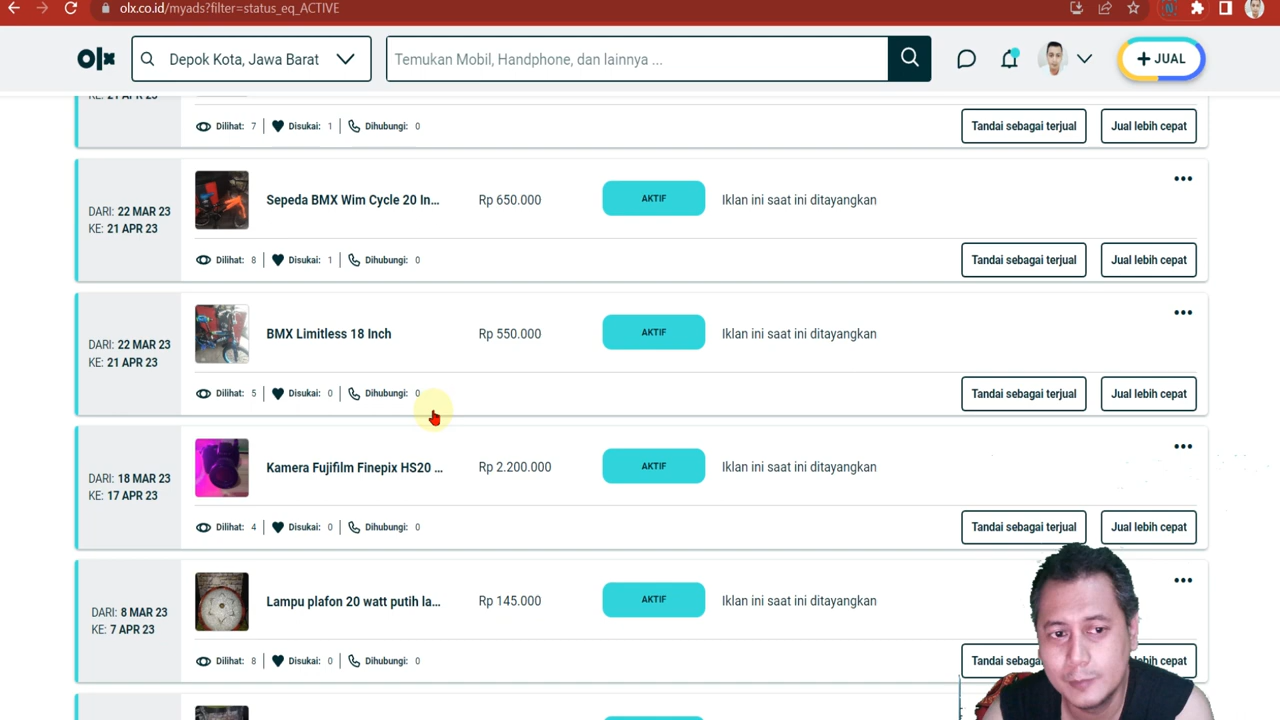 olx.co.id/myads?filter=status_eq_ACTIVE
olx
Depok Kota, Jawa Barat
Temukan Mobil, Handphone, dan lainnya ...
+ JUAL
KE: 21 APR 23
Dilihat: 7 Disukai: 1 Dihubungi: 0
Tandai sebagai terjual Jual lebih cepat
DARI: 22 MAR 23
KE: 21 APR 23
Sepeda BMX Wim Cycle 20 In... Rp 650.000 AKTIF Iklan ini saat ini ditayangkan
Dilihat: 8 Disukai: 1 Dihubungi: 0
Tandai sebagai terjual Jual lebih cepat
DARI: 22 MAR 23
KE: 21 APR 23
BMX Limitless 18 Inch Rp 550.000 AKTIF Iklan ini saat ini ditayangkan
Dilihat: 5 Disukai: 0 Dihubungi: 0
Tandai sebagai terjual Jual lebih cepat
DARI: 18 MAR 23
KE: 17 APR 23
Kamera Fujifilm Finepix HS20 ... Rp 2.200.000 AKTIF Iklan ini saat ini ditayangkan
Dilihat: 4 Disukai: 0 Dihubungi: 0
Tandai sebagai terjual Jual lebih cepat
DARI: 8 MAR 23
KE: 7 APR 23
Lampu plafon 20 watt putih la... Rp 145.000 AKTIF Iklan ini saat ini ditayangkan
Dilihat: 8 Disukai: 0 Dihubungi: 0
Tandai cepat